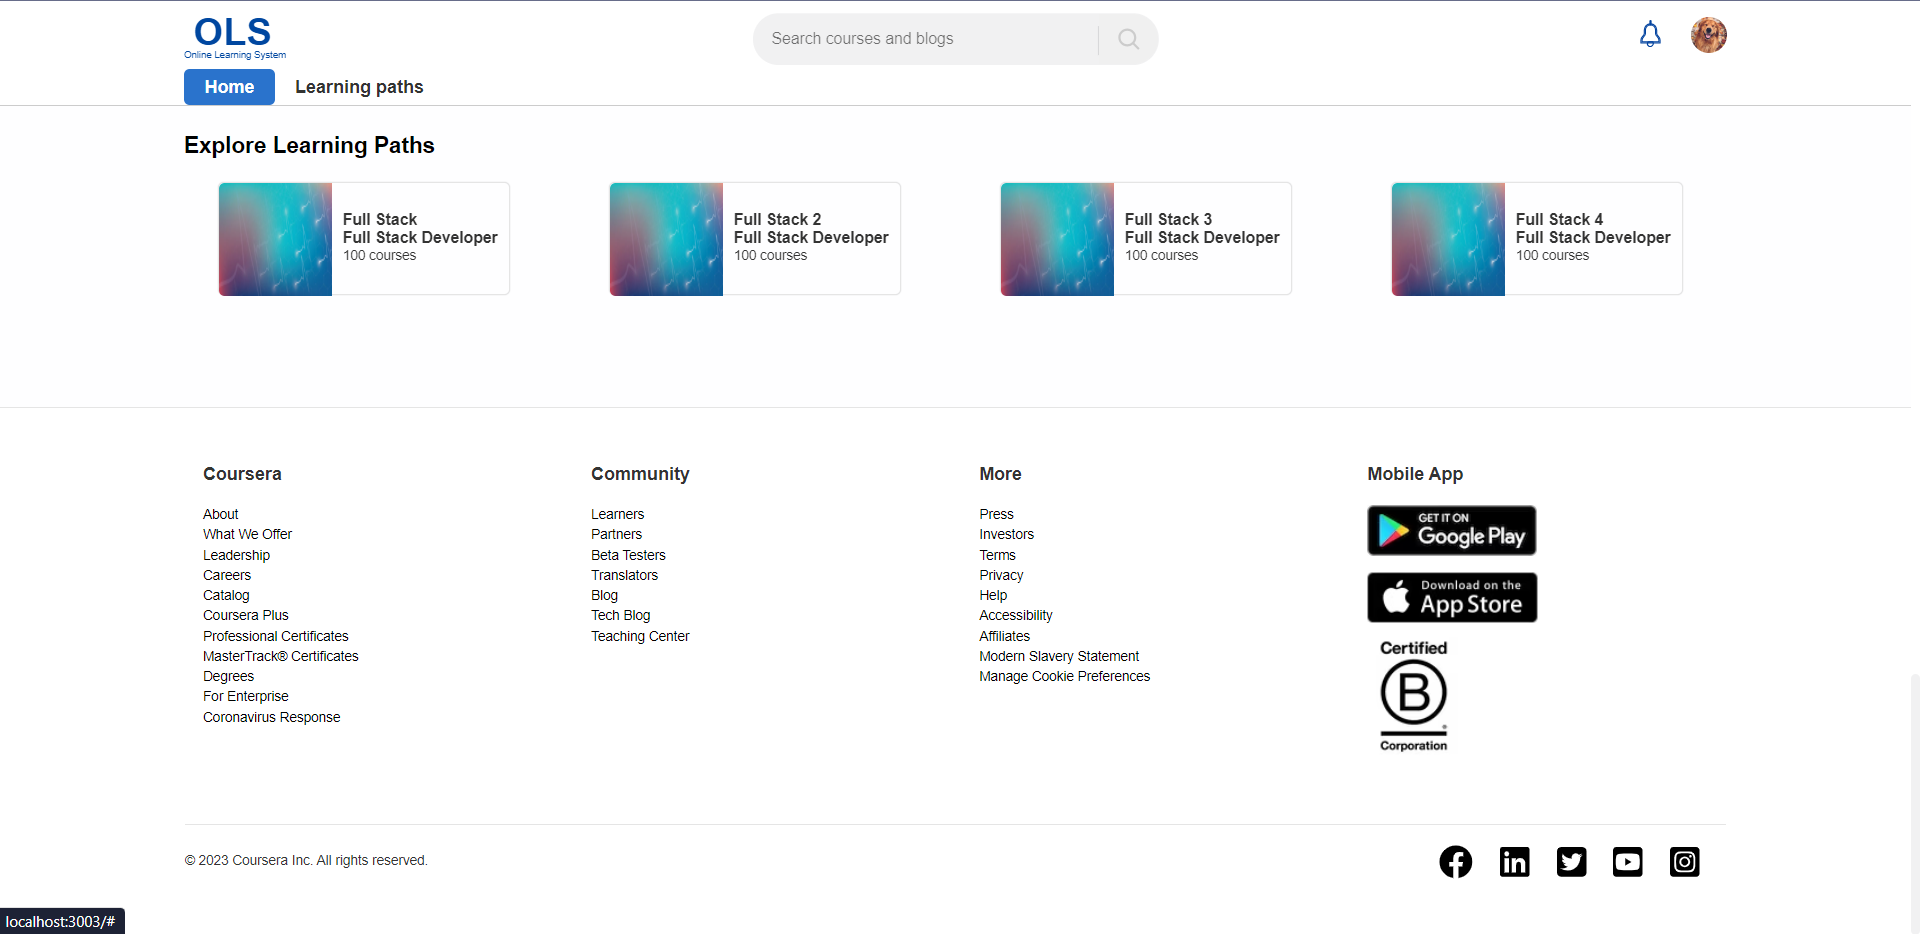 OLS
Online Learning System
Search courses and blogs
Home
Learning paths
Explore Learning Paths
Full Stack
Full Stack Developer
100 courses
Full Stack 2
Full Stack Developer
100 courses
Full Stack 3
Full Stack Developer
100 courses
Full Stack 4
Full Stack Developer
100 courses
Coursera
About
What We Offer
Leadership
Careers
Catalog
Coursera Plus
Professional Certificates
MasterTrack® Certificates
Degrees
For Enterprise
Coronavirus Response
Community
Learners
Partners
Beta Testers
Translators
Blog
Tech Blog
Teaching Center
More
Press
Investors
Terms
Privacy
Help
Accessibility
Affiliates
Modern Slavery Statement
Manage Cookie Preferences
Mobile App
GET IT ON
Google Play
Download on the
App Store
Certified
B
Corporation
© 2023 Coursera Inc. All rights reserved.
localhost:3003/#